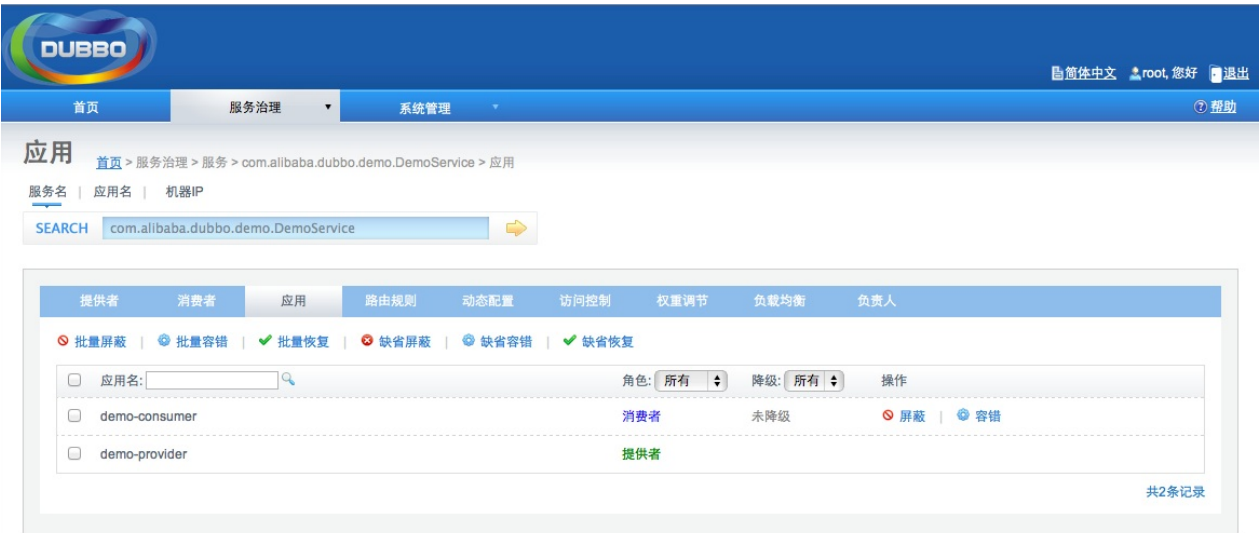 DUBBO
简体中文 root, 您好 退出
首页 服务治理 系统管理 帮助
应用 首页 > 服务治理 > 服务 > com.alibaba.dubbo.demo.DemoService > 应用
服务名 | 应用名 | 机器IP
SEARCH com.alibaba.dubbo.demo.DemoService
提供者 消费者 应用 路由规则 动态配置 访问控制 权重调节 负载均衡 负责人
批量屏蔽 | 批量容错 | 批量恢复 | 缺省屏蔽 | 缺省容错 | 缺省恢复
应用名: 角色: 所有 降级: 所有 操作
demo-consumer 消费者 未降级 屏蔽 | 容错
demo-provider 提供者
共2条记录